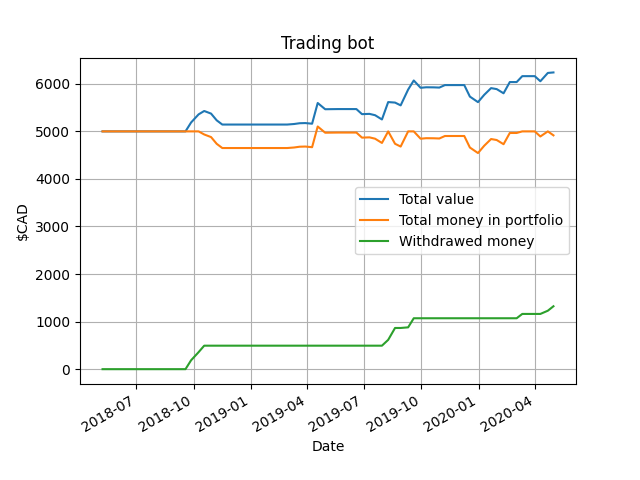 Trading bot
6000
5000
4000
3000
2000
1000
0
$CAD
Total value
Total money in portfolio
Withdrawed money
2018-07
2018-10
2019-01
2019-04
2019-07
2019-10
2020-01
2020-04
Date